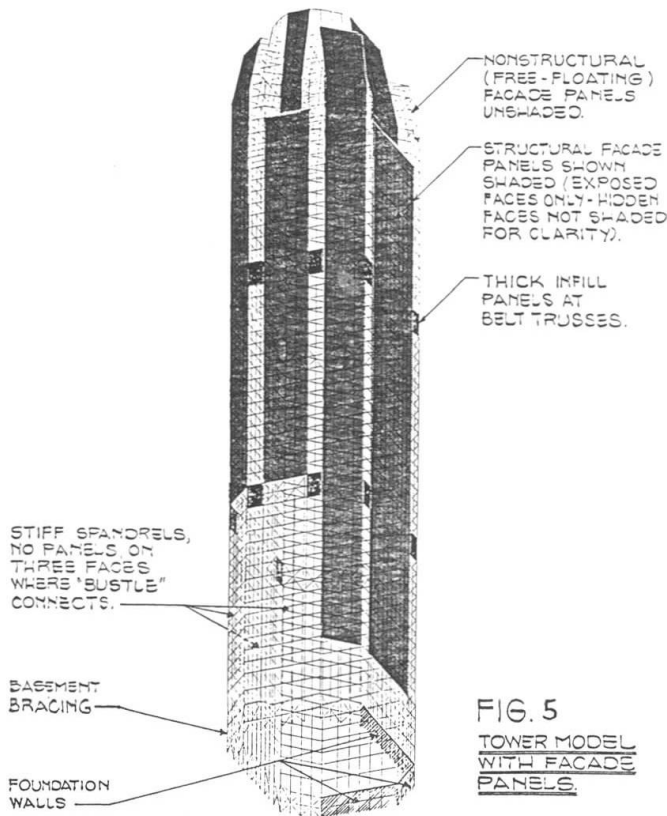 NONSTRUCTURAL
(FREE-FLOATING)
FACADE PANELS
UNSHADED.
STRUCTURAL FACADE
PANELS SHOWN
SHADED (EXPOSED
FACES ONLY-HIDDEN
FACES NOT SHADED
FOR CLARITY).
THICK INFILL
PANELS AT
BELT TRUSSES.
STIFF SPANDRELS,
NO PANELS, ON
THREE FACES
WHERE "BUSTLE"
CONNECTS.
BASEMENT
BRACING
FOUNDATION
WALLS
FIG. 5
TOWER MODEL
WITH FACADE
PANELS.